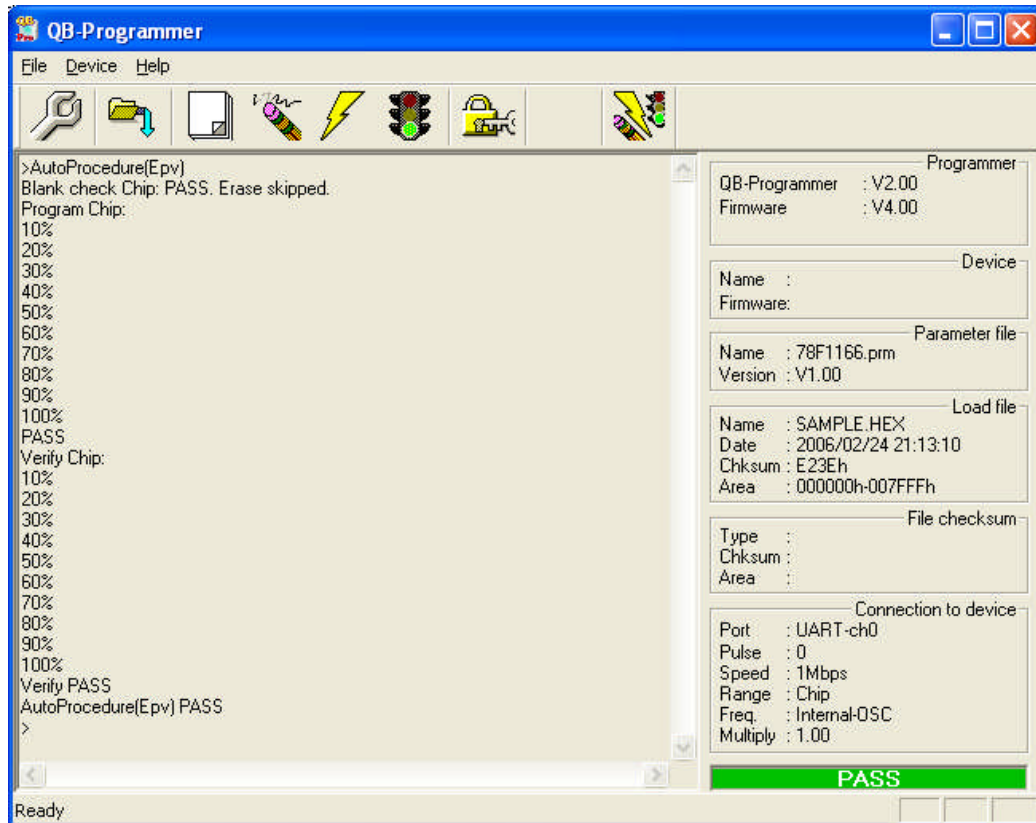 QB-Programmer
File Device Help
>AutoProcedure(Epv)
Blank check Chip: PASS. Erase skipped.
Program Chip:
10%
20%
30%
40%
50%
60%
70%
80%
90%
100%
PASS
Verify Chip:
10%
20%
30%
40%
50%
60%
70%
80%
90%
100%
Verify PASS
AutoProcedure(Epv) PASS
>
Programmer
QB-Programmer : V2.00
Firmware : V4.00
Device
Name :
Firmware:
Parameter file
Name : 78F1166.prm
Version : V1.00
Load file
Name : SAMPLE.HEX
Date : 2006/02/24 21:13:10
Chksum : E23Eh
Area : 000000h-007FFFh
File checksum
Type :
Chksum :
Area :
Connection to device
Port : UART-ch0
Pulse : 0
Speed : 1Mbps
Range : Chip
Freq. : Internal-OSC
Multiply : 1.00
PASS
Ready